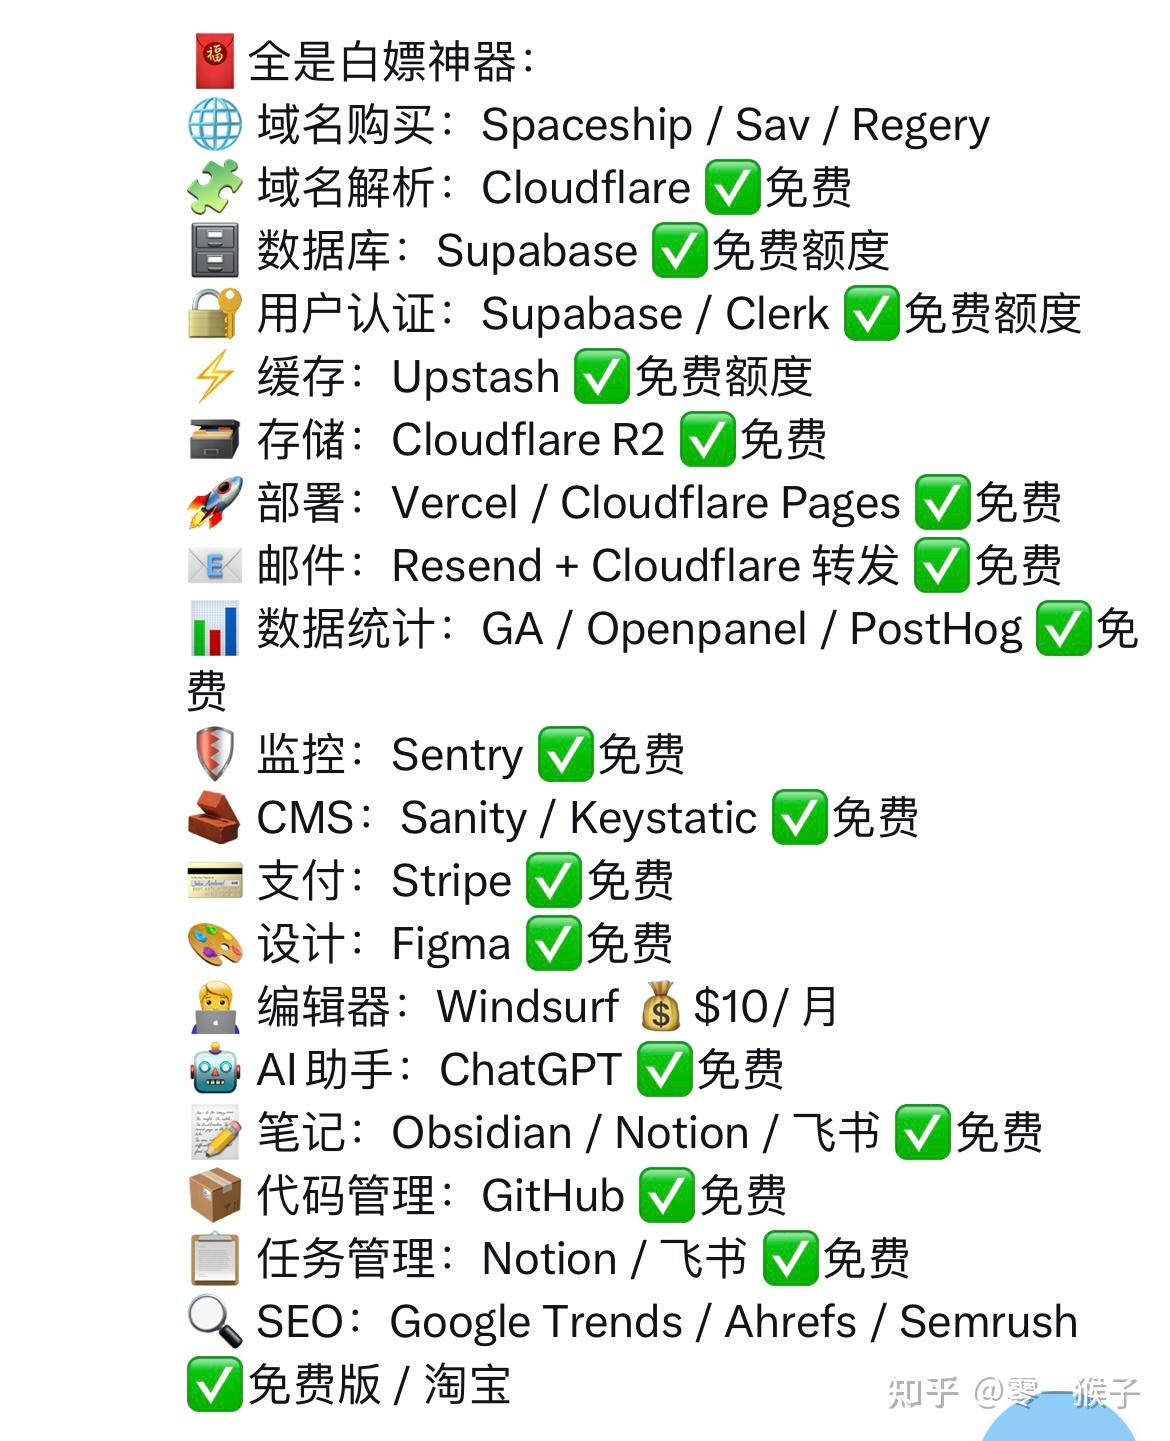 🧧全是白嫖神器：
🌐 域名购买：Spaceship / Sav / Regery
🧩 域名解析：Cloudflare ✅免费
🗄️ 数据库：Supabase ✅免费额度
🔐 用户认证：Supabase / Clerk ✅免费额度
⚡ 缓存：Upstash ✅免费额度
🗃️ 存储：Cloudflare R2 ✅免费
🚀 部署：Vercel / Cloudflare Pages ✅免费
📧 邮件：Resend + Cloudflare 转发 ✅免费
📊 数据统计：GA / Openpanel / PostHog ✅免
费
🛡️ 监控：Sentry ✅免费
🧱 CMS：Sanity / Keystatic ✅免费
💳 支付：Stripe ✅免费
🎨 设计：Figma ✅免费
🧑‍💻 编辑器：Windsurf 💰$10/ 月
🤖 AI 助手：ChatGPT ✅免费
📝 笔记：Obsidian / Notion / 飞书 ✅免费
📦 代码管理：GitHub ✅免费
📋 任务管理：Notion / 飞书 ✅免费
🔍 SEO：Google Trends / Ahrefs / Semrush
✅免费版 / 淘宝
知乎 @零一猴子